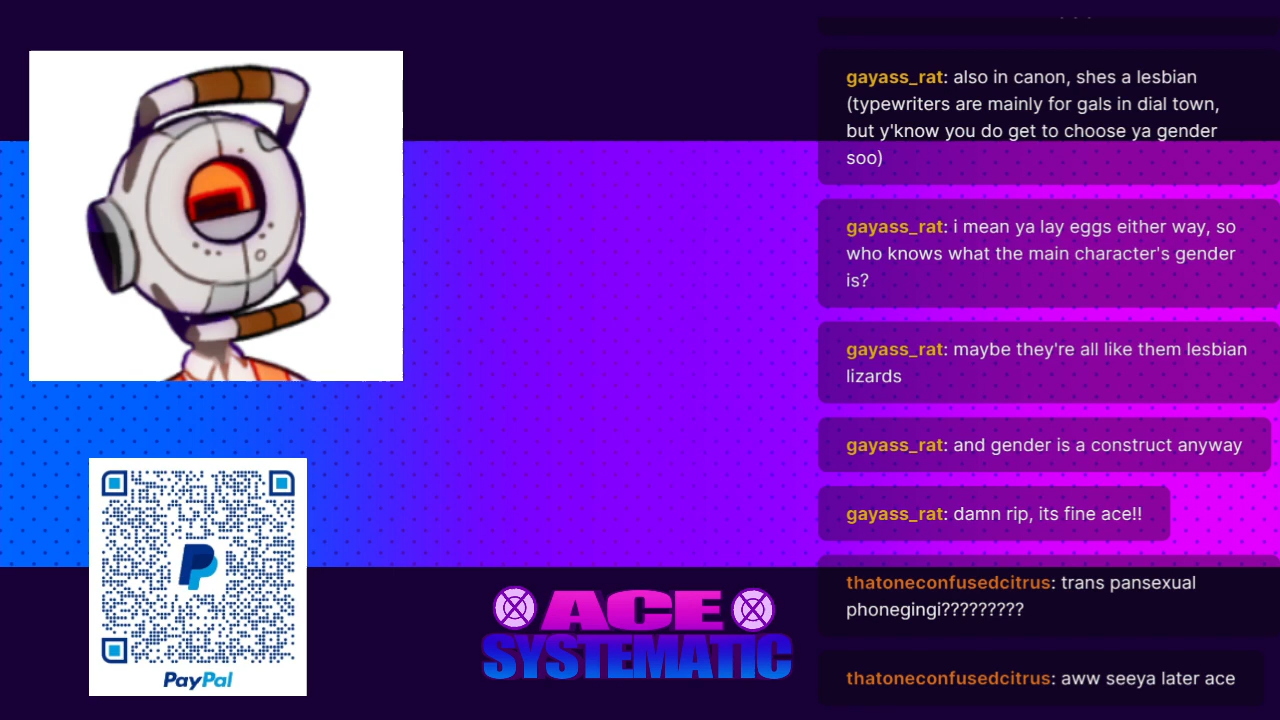 gayass_rat: also in canon, shes a lesbian
(typewriters are mainly for gals in dial town,
but y'know you do get to choose ya gender
soo)
gayass_rat: i mean ya lay eggs either way, so
who knows what the main character's gender
is?
gayass_rat: maybe they're all like them lesbian
lizards
gayass_rat: and gender is a construct anyway
gayass_rat: damn rip, its fine ace!!
thatoneconfusedcitrus: trans pansexual
phonegingi?????????
thatoneconfusedcitrus: aww seeya later ace
PayPal
ACE
SYSTEMATIC